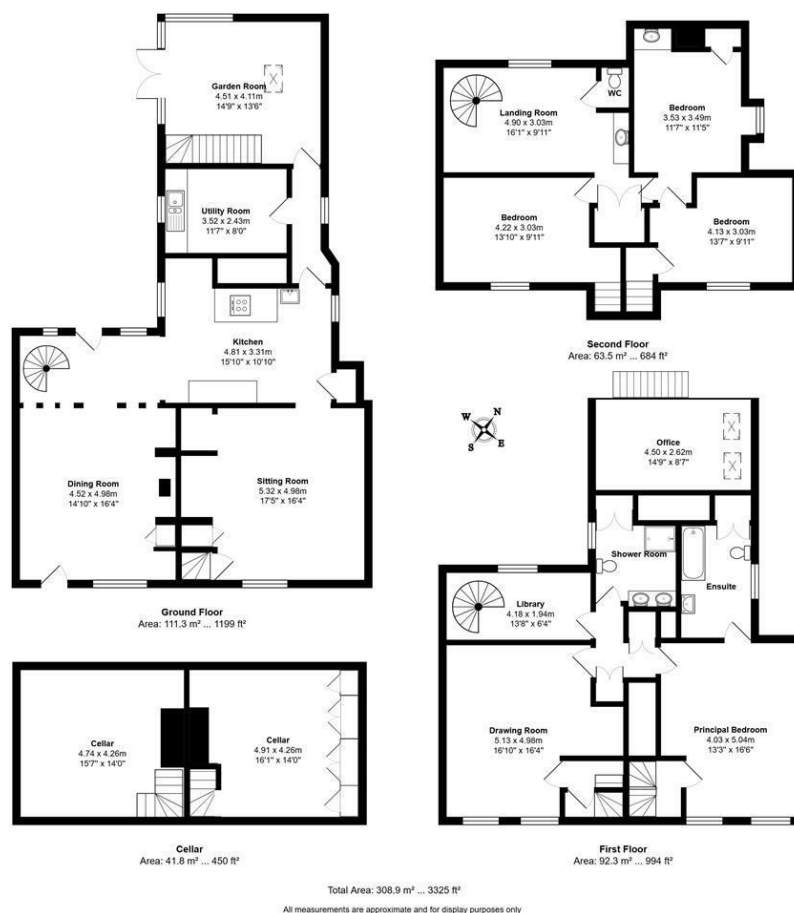 Garden Room
4.51 x 4.11m
14'9" x 13'6"
Utility Room
3.52 x 2.43m
11'7" x 8'0"
Kitchen
4.81 x 3.31m
15'10" x 10'10"
Dining Room
4.52 x 4.98m
14'10" x 16'4"
Sitting Room
5.32 x 4.98m
17'5" x 16'4"
Ground Floor
Area: 111.3 m² ... 1199 ft²
Landing Room
4.90 x 3.03m
16'1" x 9'11"
WC
Bedroom
3.53 x 3.49m
11'7" x 11'5"
Bedroom
4.22 x 3.03m
13'10" x 9'11"
Bedroom
4.13 x 3.03m
13'7" x 9'11"
Second Floor
Area: 63.5 m² ... 684 ft²
W N
S E
Office
4.50 x 2.62m
14'9" x 8'7"
Shower Room
Ensuite
Library
4.18 x 1.94m
13'8" x 6'4"
Drawing Room
5.13 x 4.98m
16'10" x 16'4"
Principal Bedroom
4.03 x 5.04m
13'3" x 16'6"
First Floor
Area: 92.3 m² ... 994 ft²
Cellar
4.74 x 4.26m
15'7" x 14'0"
Cellar
4.91 x 4.26m
16'1" x 14'0"
Cellar
Area: 41.8 m² ... 450 ft²
Total Area: 308.9 m² ... 3325 ft²
All measurements are approximate and for display purposes only